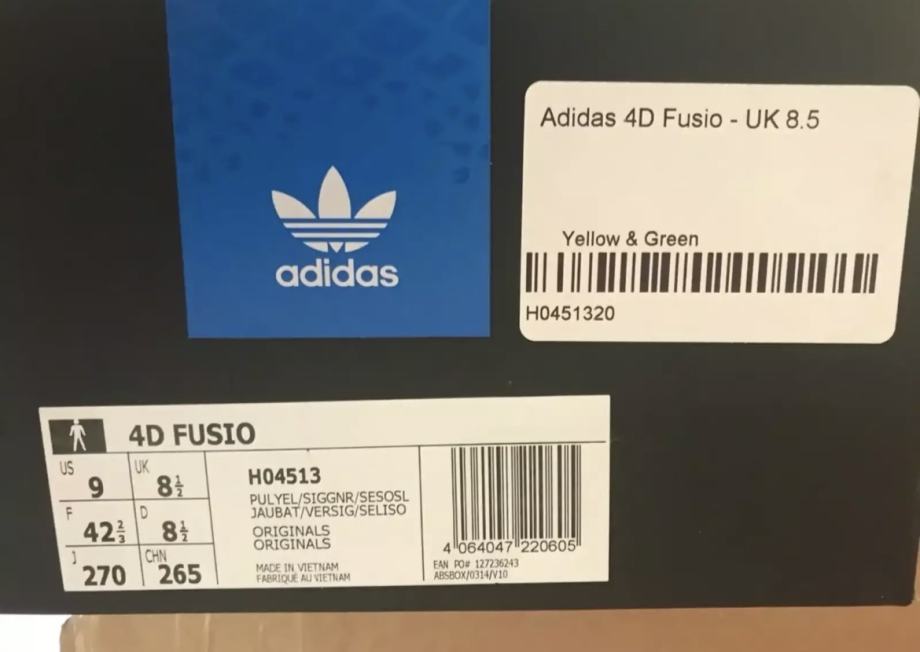 adidas
Adidas 4D Fusio - UK 8.5
Yellow & Green
H0451320
4D FUSIO
US 9 UK 8½
F 42⅔ D 8½
J 270 CHN 265
H04513
PULYEL/SIGGNR/SESOSL
JAUBAT/VERSIG/SELISO
ORIGINALS
ORIGINALS
MADE IN VIETNAM
FABRIQUÉ AU VIETNAM
4 064047 220605
EAN PO# 127236243
ABSBOX/0314/V10